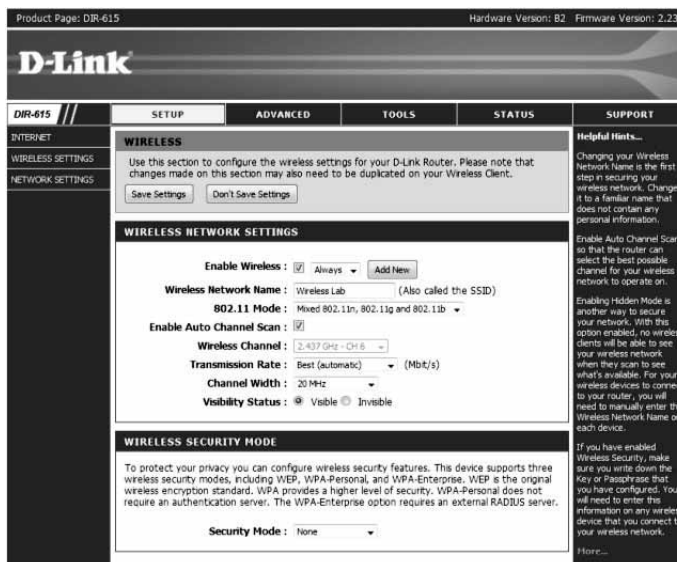 Product Page: DIR-615
Hardware Version: B2 Firmware Version: 2.23
D-Link
DIR-615
SETUP
ADVANCED
TOOLS
STATUS
SUPPORT
INTERNET
WIRELESS SETTINGS
NETWORK SETTINGS
WIRELESS
Use this section to configure the wireless settings for your D-Link Router. Please note that
changes made on this section may also need to be duplicated on your Wireless Client.
Save Settings
Don't Save Settings
WIRELESS NETWORK SETTINGS
Enable Wireless : Always Add New
Wireless Network Name : Wireless Lab (Also called the SSID)
802.11 Mode : Mixed 802.11n, 802.11g and 802.11b
Enable Auto Channel Scan :
Wireless Channel : 2.437 GHz - CH 6
Transmission Rate : Best (automatic) (Mbit/s)
Channel Width : 20 MHz
Visibility Status : Visible Invisible
WIRELESS SECURITY MODE
To protect your privacy you can configure wireless security features. This device supports three
wireless security modes, including WEP, WPA-Personal, and WPA-Enterprise. WEP is the original
wireless encryption standard. WPA provides a higher level of security. WPA-Personal does not
require an authentication server. The WPA-Enterprise option requires an external RADIUS server.
Security Mode : None
Helpful Hints...
Changing your Wireless
Network Name is the first
step in securing your
wireless network. Change
it to a familiar name that
does not contain any
personal information.
Enable Auto Channel Scan
so that the router can
select the best possible
channel for your wireless
network to operate on.
Enabling Hidden Mode is
another way to secure
your network. With this
option enabled, no wireless
clients will be able to see
your wireless network
when they scan to see
what's available. For your
wireless devices to connect
to your router, you will
need to manually enter the
Wireless Network Name on
each device.
If you have enabled
Wireless Security, make
sure you write down the
Key or Passphrase that
you have configured. You
will need to enter this
information on any wireless
device that you connect to
your wireless network.
More...